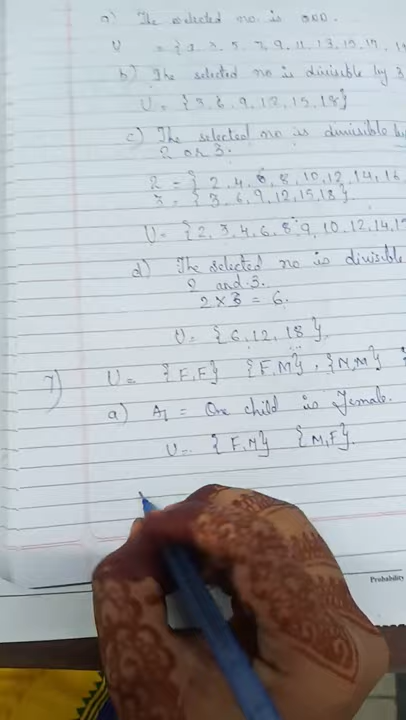 a) The selected no. is odd.
U = {1, 3, 5, 7, 9, 11, 13, 15, 17,
b) The selected no is divisible by 3
U = {3, 6, 9, 12, 15, 18}
c) The selected no is divisible by
2 or 3.
2 = {2, 4, 6, 8, 10, 12, 14, 16,
3 = {3, 6, 9, 12, 15, 18}.
U = {2, 3, 4, 6, 8, 9, 10, 12, 14, 1
d) The selected no is divisible
2 and 3.
2 × 3 = 6.
U = {6, 12, 18}.
7) U = {F, F} {F, M}, {M, M}
a) A1 = One child is Female.
U = {F, M} {M, F}.
Probability